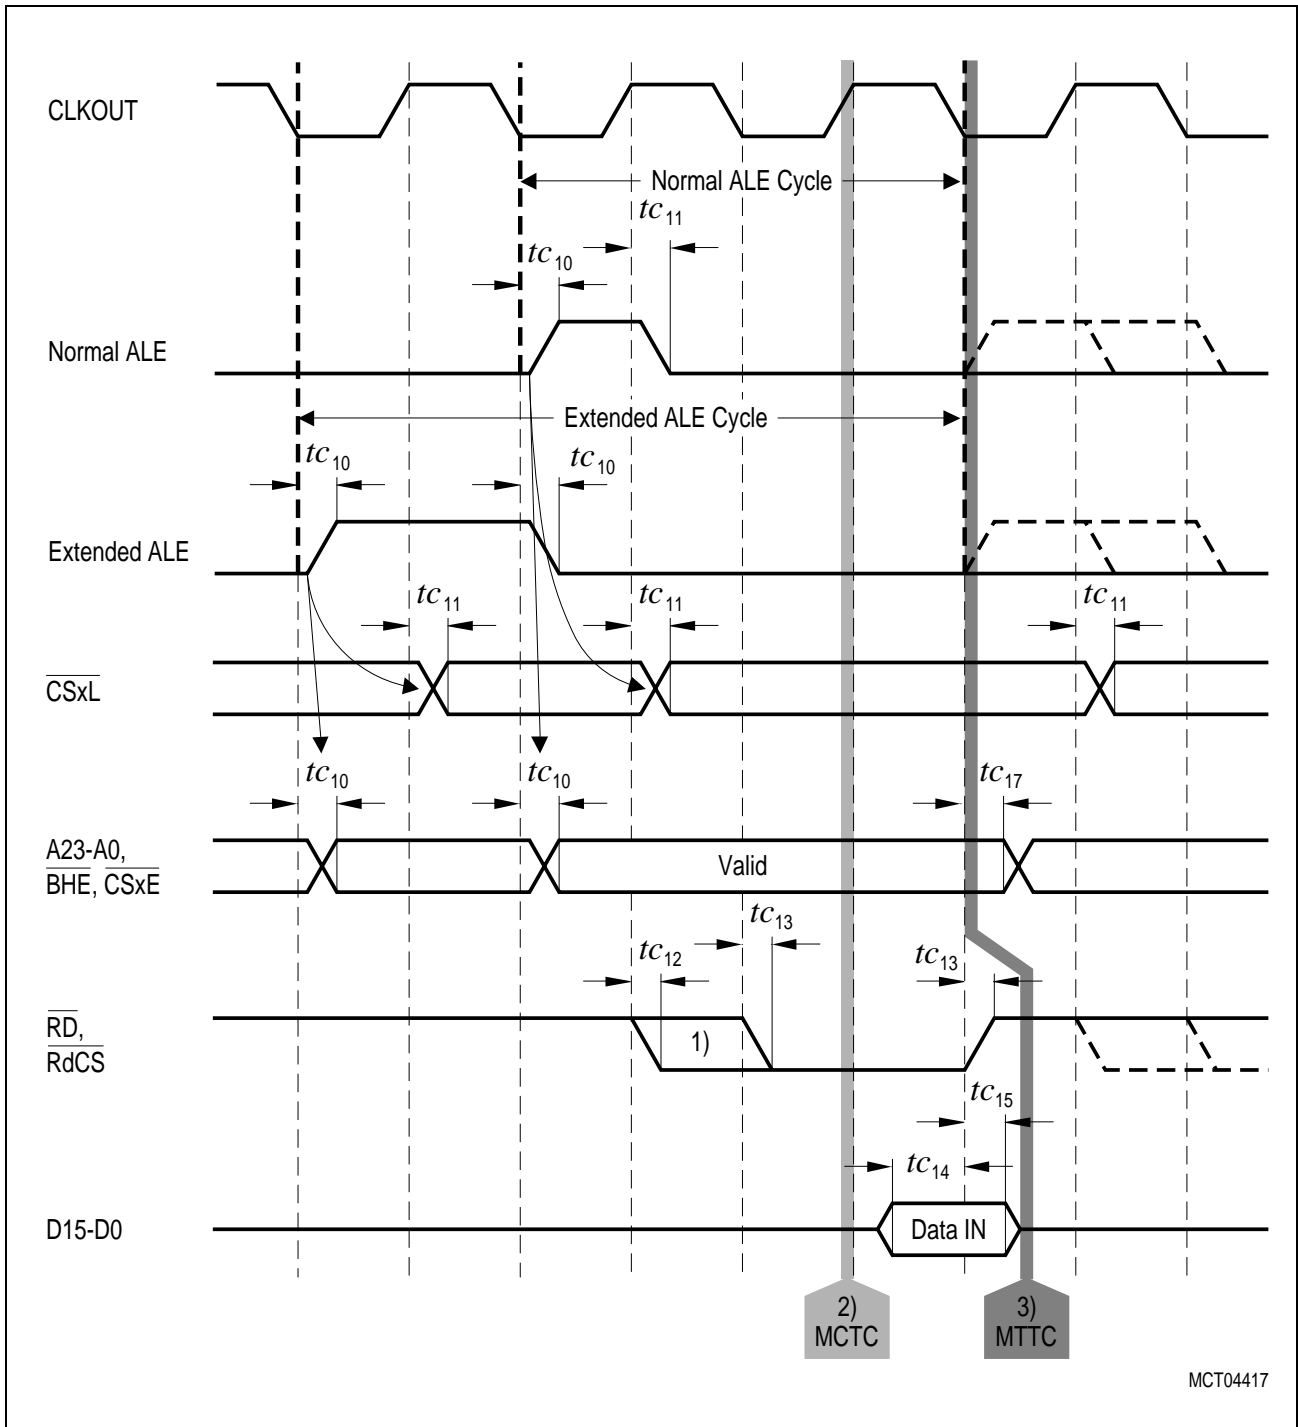 CLKOUT
Normal ALE Cycle
tc11
tc10
Normal ALE
Extended ALE Cycle
tc10
tc10
Extended ALE
tc11
tc11
tc11
CSxL
tc10
tc10
tc17
A23-A0,
BHE, CSxE
Valid
tc13
tc12
tc13
RD,
RdCS
1)
tc15
tc14
D15-D0
Data IN
2)
MCTC
3)
MTTC
MCT04417